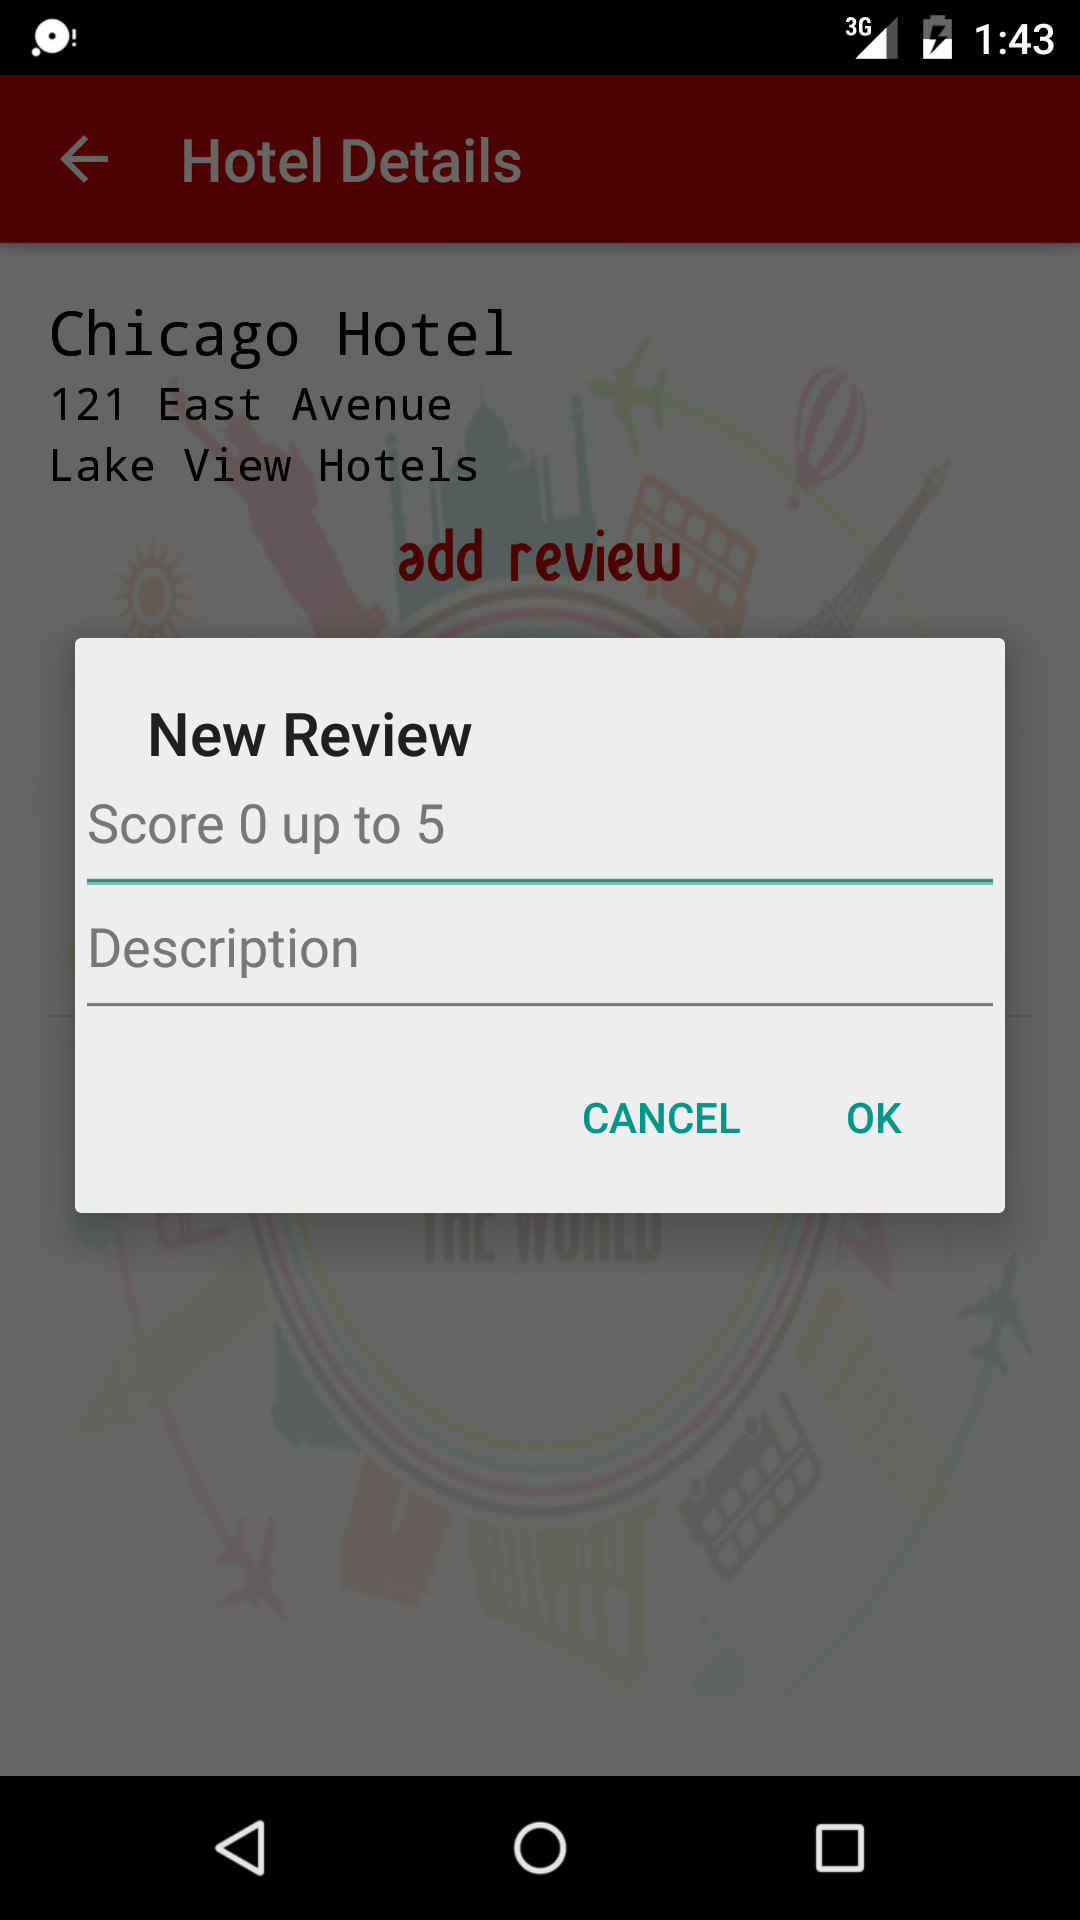 3G 1:43
Hotel Details
Chicago Hotel
121 East Avenue
Lake View Hotels
add review
New Review
Score 0 up to 5
Description
CANCEL OK
THE WORLD